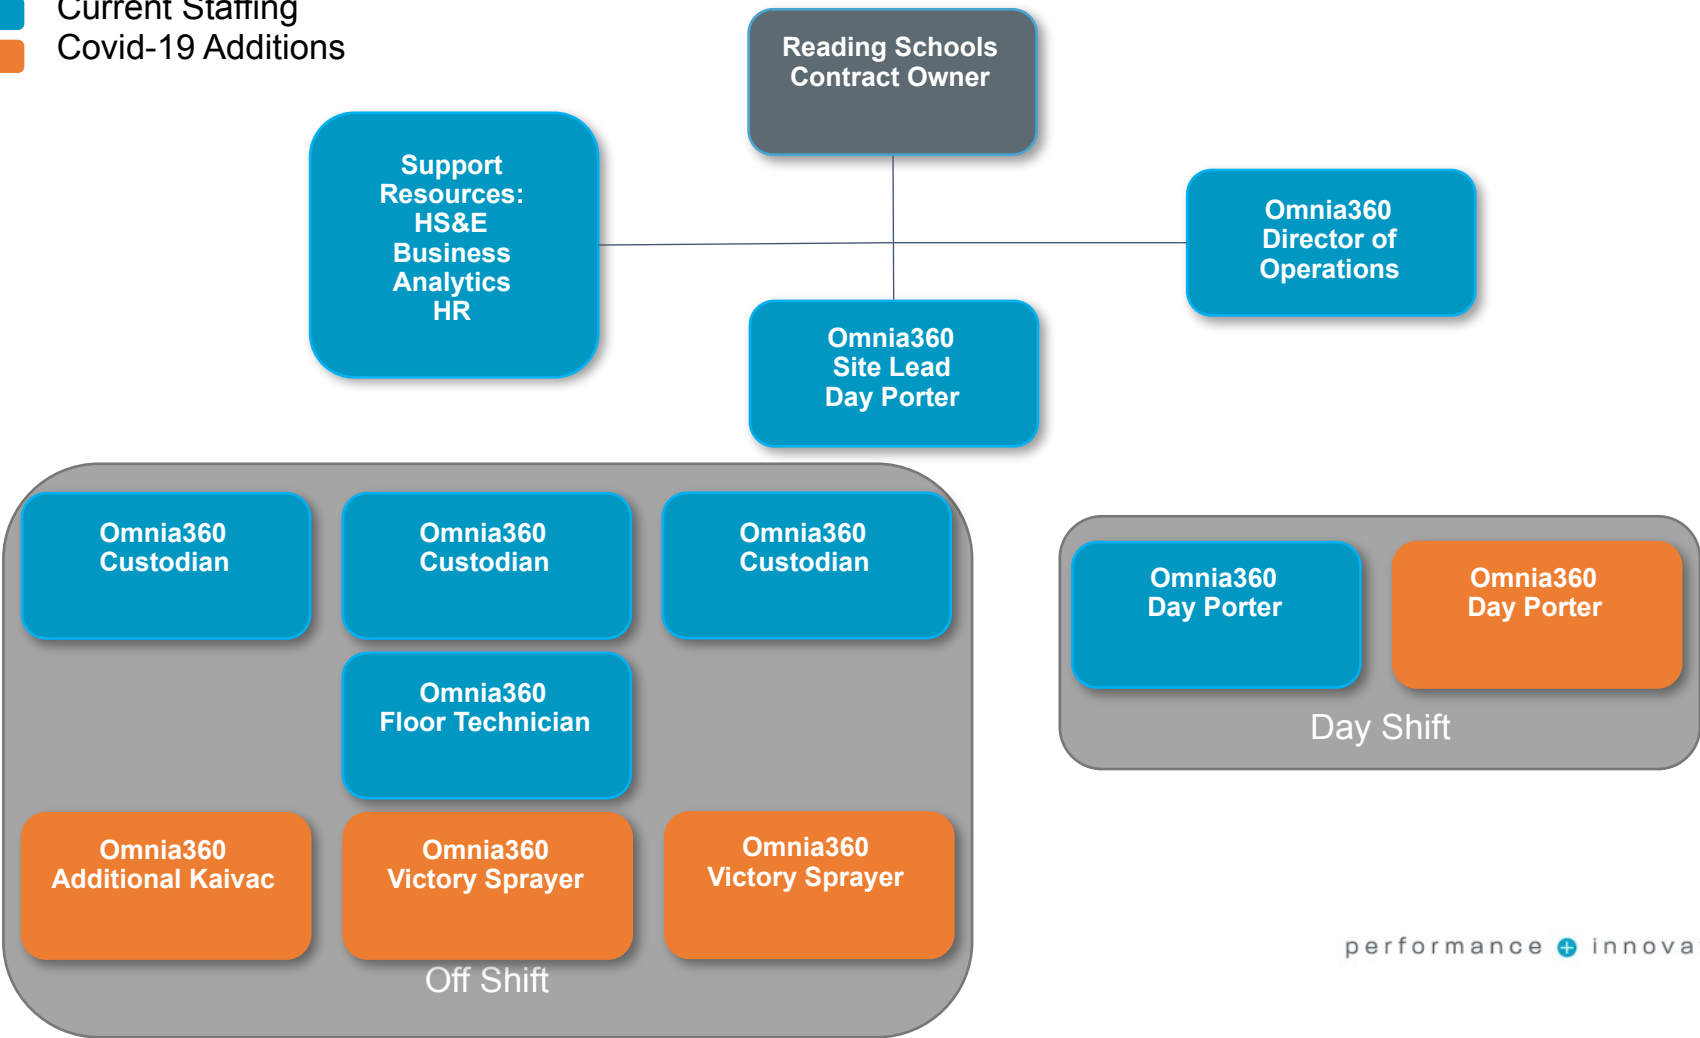 Current Staffing
Covid-19 Additions
Reading Schools
Contract Owner
Support
Resources:
HS&E
Business
Analytics
HR
Omnia360
Director of
Operations
Omnia360
Site Lead
Day Porter
Omnia360
Custodian
Omnia360
Custodian
Omnia360
Custodian
Omnia360
Floor Technician
Omnia360
Additional Kaivac
Omnia360
Victory Sprayer
Omnia360
Victory Sprayer
Off Shift
Omnia360
Day Porter
Omnia360
Day Porter
Day Shift
performance + innova